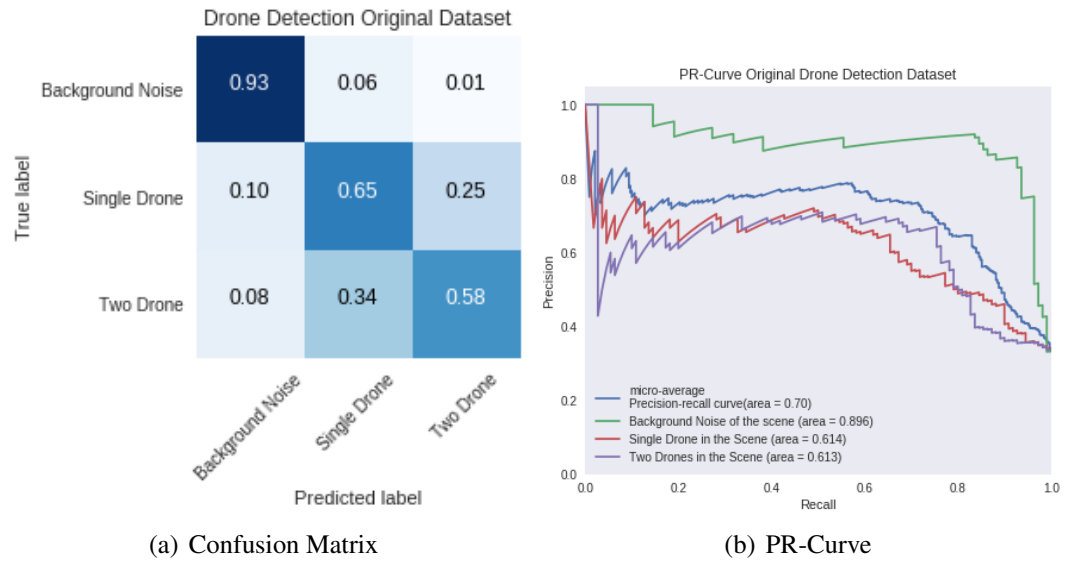 Drone Detection Original Dataset
True label
Background Noise
0.93 0.06 0.01
Single Drone
0.10 0.65 0.25
Two Drone
0.08 0.34 0.58
Background Noise
Single Drone
Two Drone
Predicted label
(a) Confusion Matrix
PR-Curve Original Drone Detection Dataset
Precision
1.0
0.8
0.6
0.4
0.2
0.0
micro-average
Precision-recall curve(area = 0.70)
Background Noise of the scene (area = 0.896)
Single Drone in the Scene (area = 0.614)
Two Drones in the Scene (area = 0.613)
0.0 0.2 0.4 0.6 0.8 1.0
Recall
(b) PR-Curve